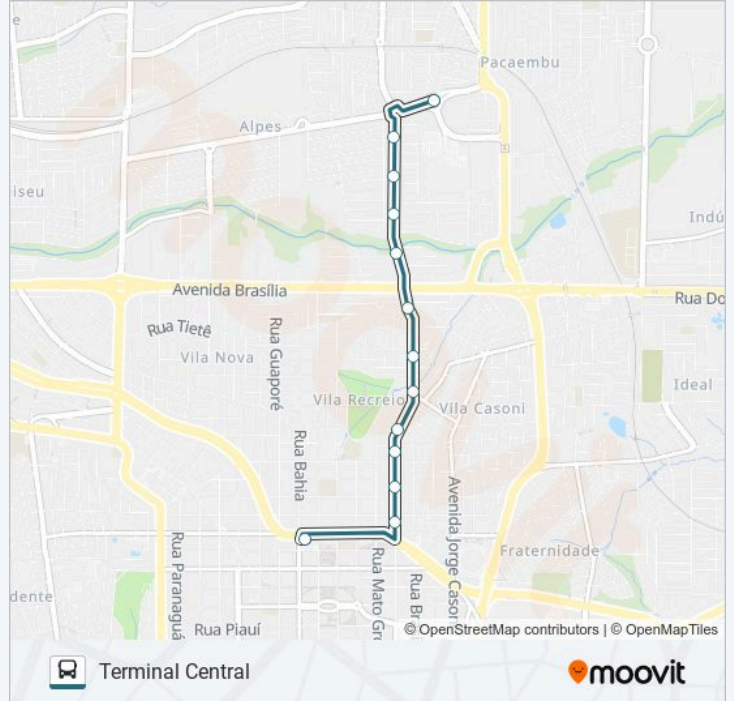 e
Pacaembu
Alpes
iseu
Indú
Avenida Brasília
Rua Do
Rua Tietê
Vila Nova
Rua Guaporé
Vila Recreio
Ideal
Vila Casoni
Rua Bahia
Avenida Jorge Cason
Rua Paranaguá
Fraternidade
Rua Mato Gro
Rua Br
dente
Rua Piauí
© OpenStreetMap contributors | © OpenMapTiles
Terminal Central
moovit